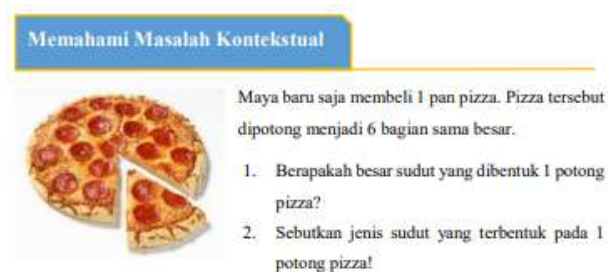 Memahami Masalah Kontekstual
Maya baru saja membeli 1 pan pizza. Pizza tersebut
dipotong menjadi 6 bagian sama besar.
1. Berapakah besar sudut yang dibentuk 1 potong
pizza?
2. Sebutkan jenis sudut yang terbentuk pada 1
potong pizza!